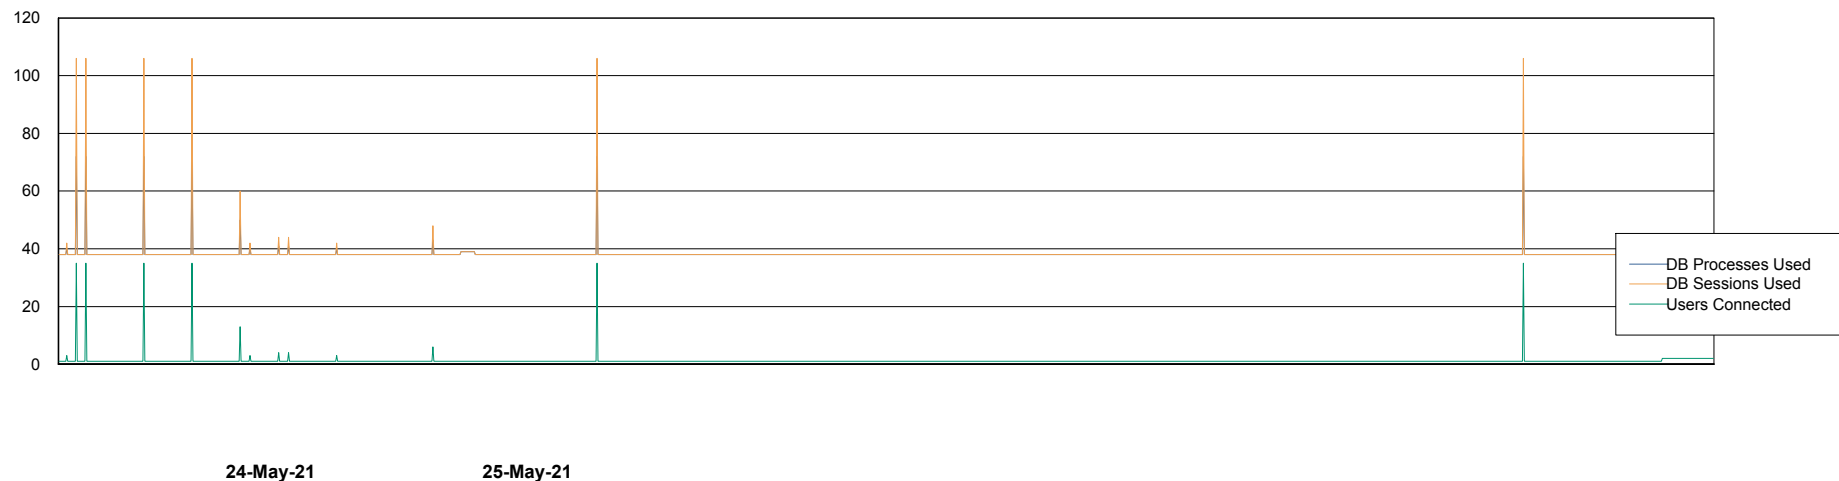 120
100
80
60
40
20
0
DB Processes Used
DB Sessions Used
Users Connected
24-May-21
25-May-21